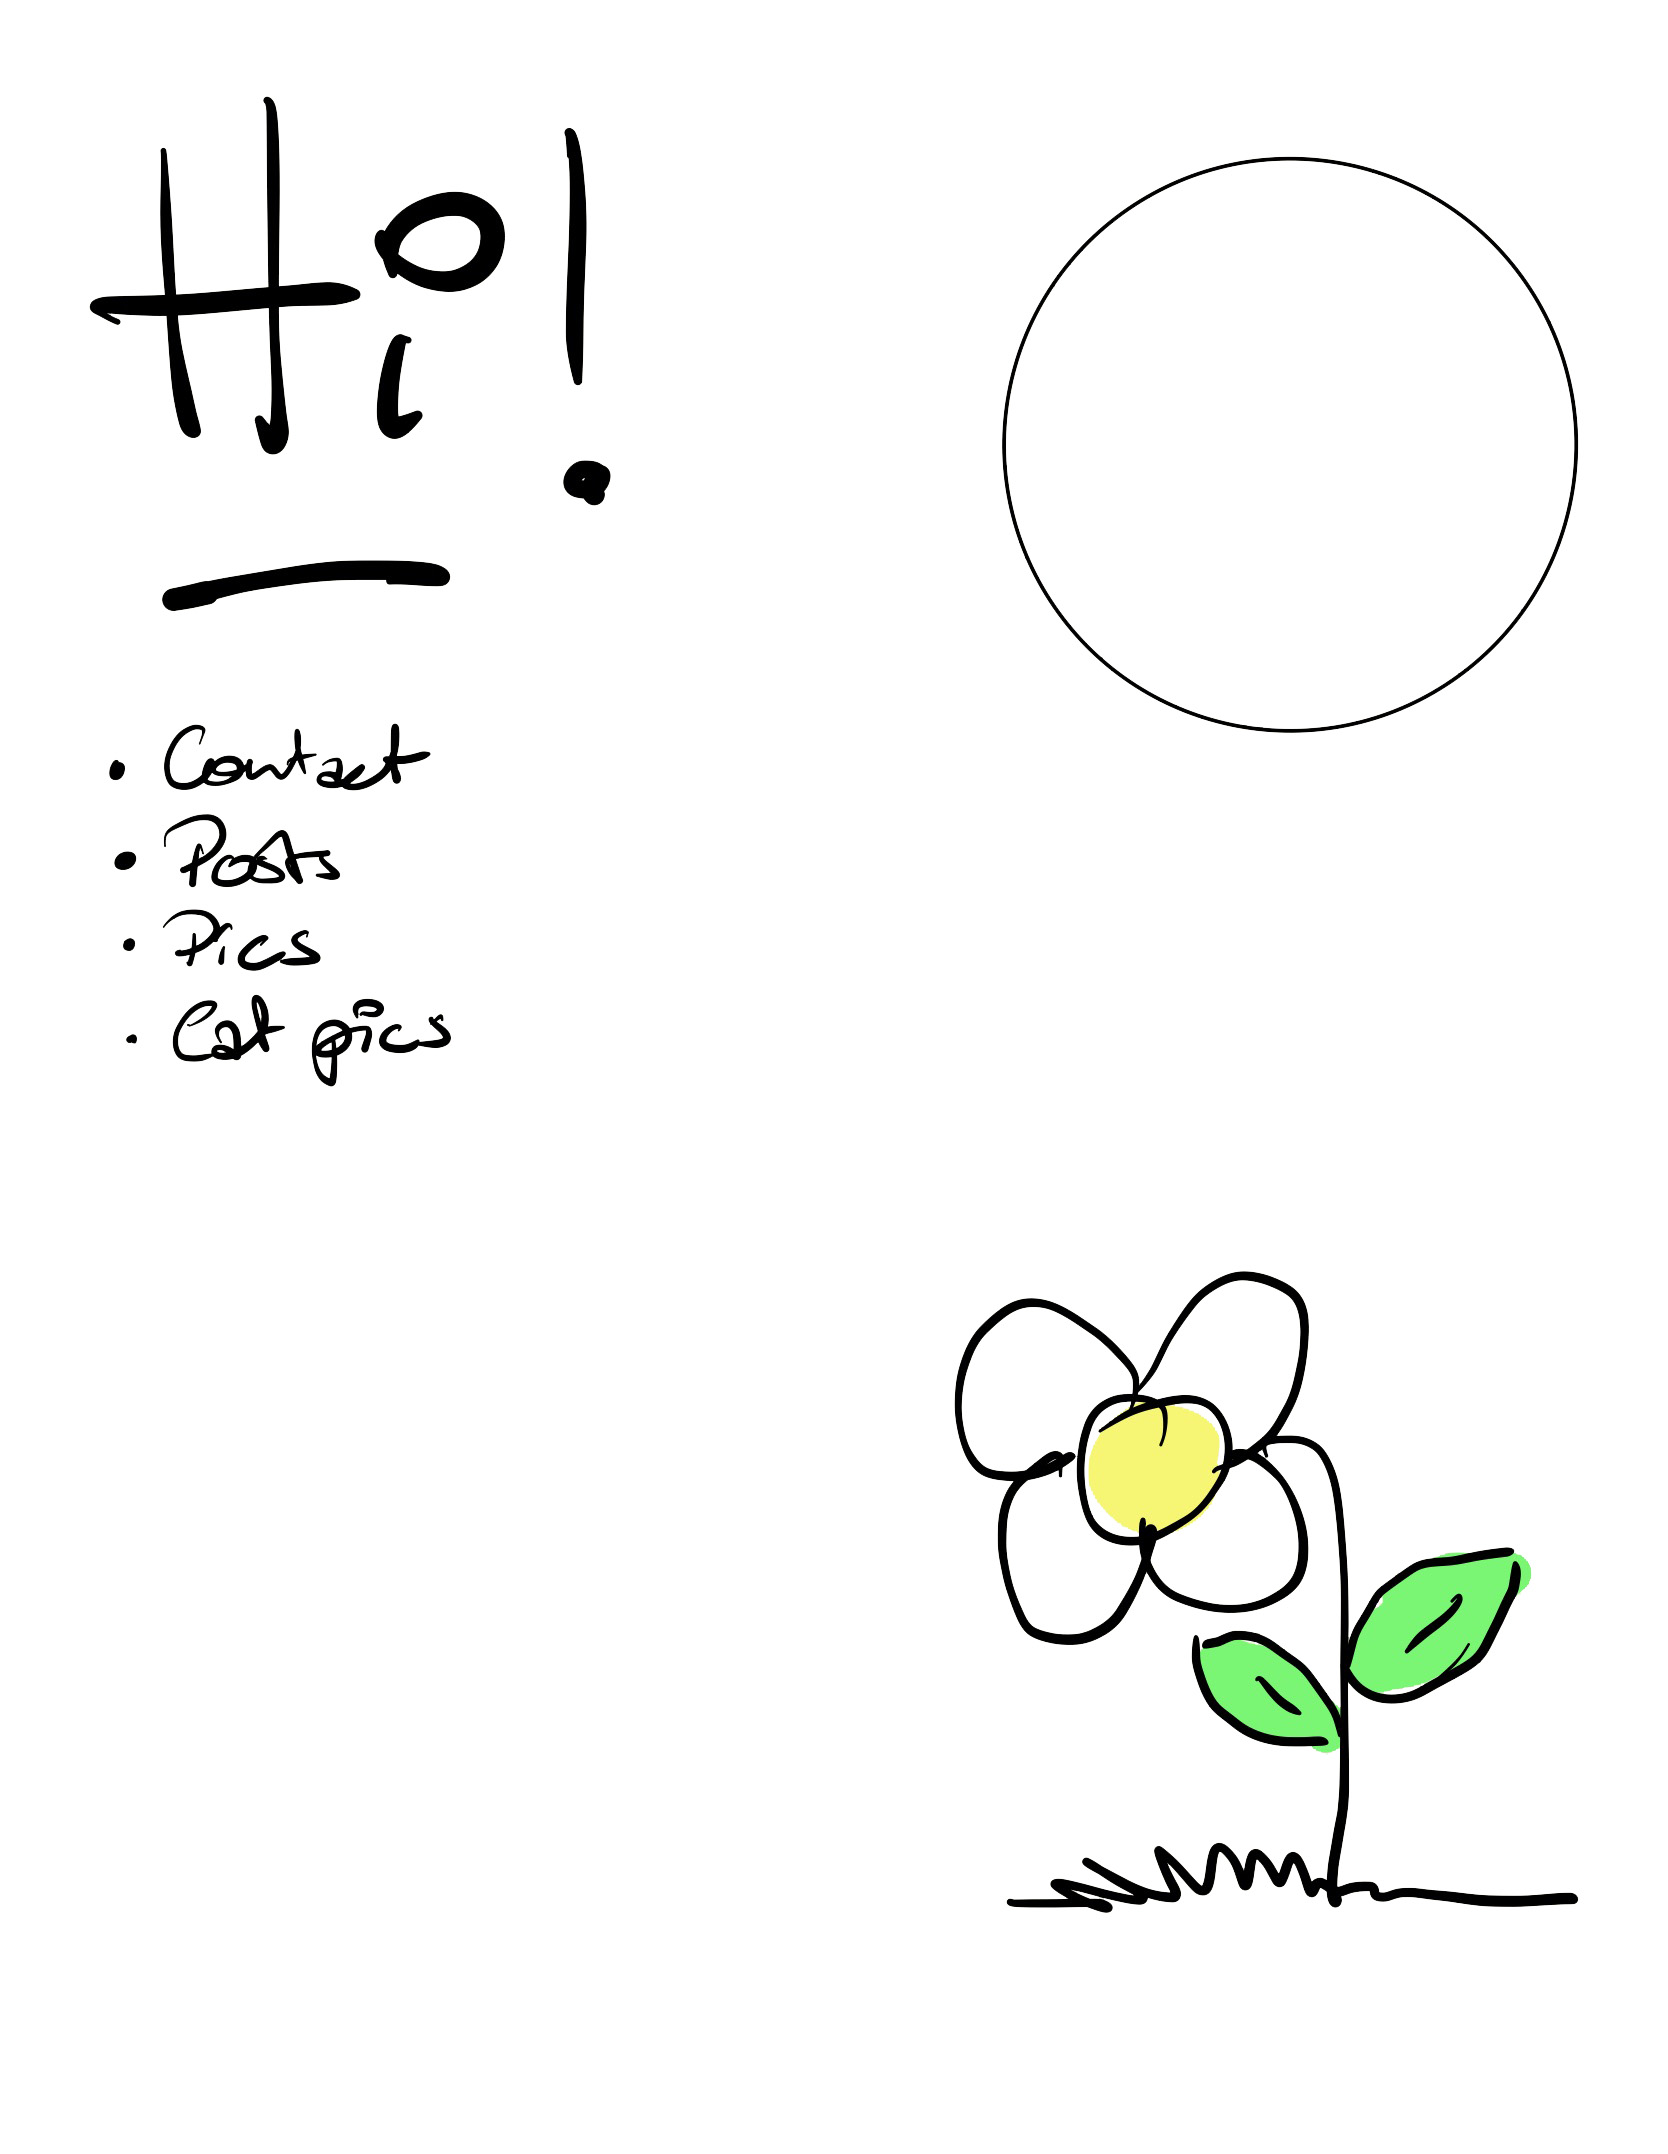 Hi!
• Contact
• Posts
• Pics
• Cat pics